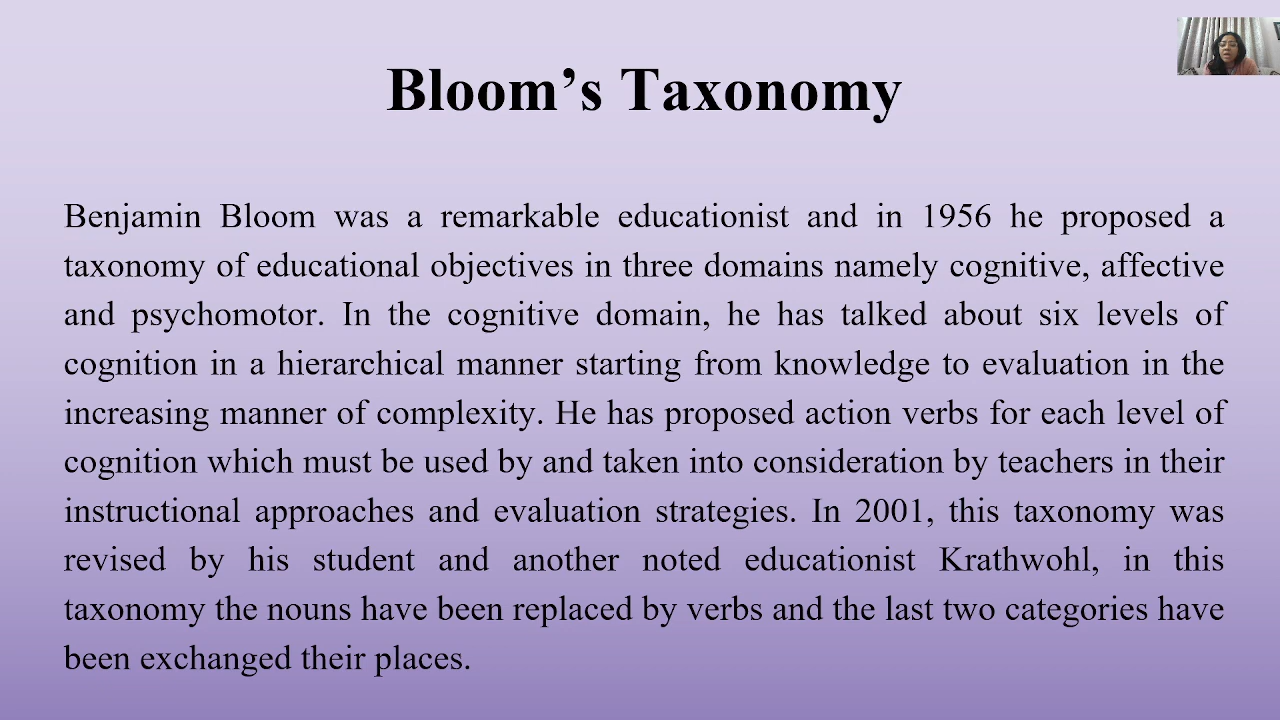 Bloom’s Taxonomy
Benjamin Bloom was a remarkable educationist and in 1956 he proposed a
taxonomy of educational objectives in three domains namely cognitive, affective
and psychomotor. In the cognitive domain, he has talked about six levels of
cognition in a hierarchical manner starting from knowledge to evaluation in the
increasing manner of complexity. He has proposed action verbs for each level of
cognition which must be used by and taken into consideration by teachers in their
instructional approaches and evaluation strategies. In 2001, this taxonomy was
revised by his student and another noted educationist Krathwohl, in this
taxonomy the nouns have been replaced by verbs and the last two categories have
been exchanged their places.